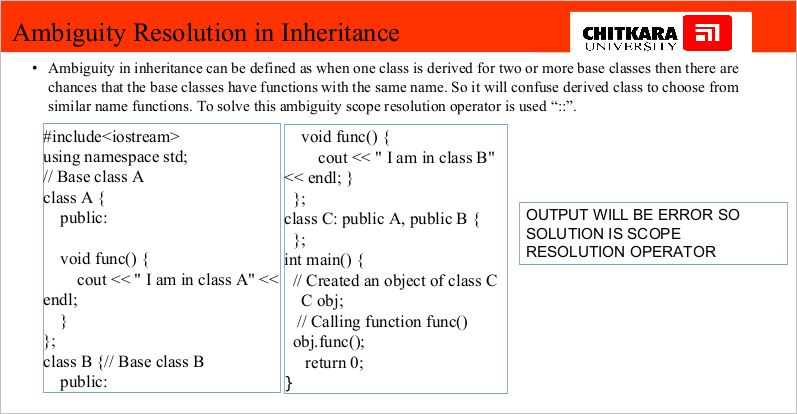 Ambiguity Resolution in Inheritance
CHITKARA
UNIVERSITY
• Ambiguity in inheritance can be defined as when one class is derived for two or more base classes then there are
chances that the base classes have functions with the same name. So it will confuse derived class to choose from
similar name functions. To solve this ambiguity scope resolution operator is used “::”.
#include<iostream>
using namespace std;
// Base class A
class A {
public:
void func() {
cout << " I am in class A" <<
endl;
}
};
class B {// Base class B
public:
void func() {
cout << " I am in class B"
<< endl; }
};
class C: public A, public B {
};
int main() {
// Created an object of class C
C obj;
// Calling function func()
obj.func();
return 0;
}
OUTPUT WILL BE ERROR SO
SOLUTION IS SCOPE
RESOLUTION OPERATOR